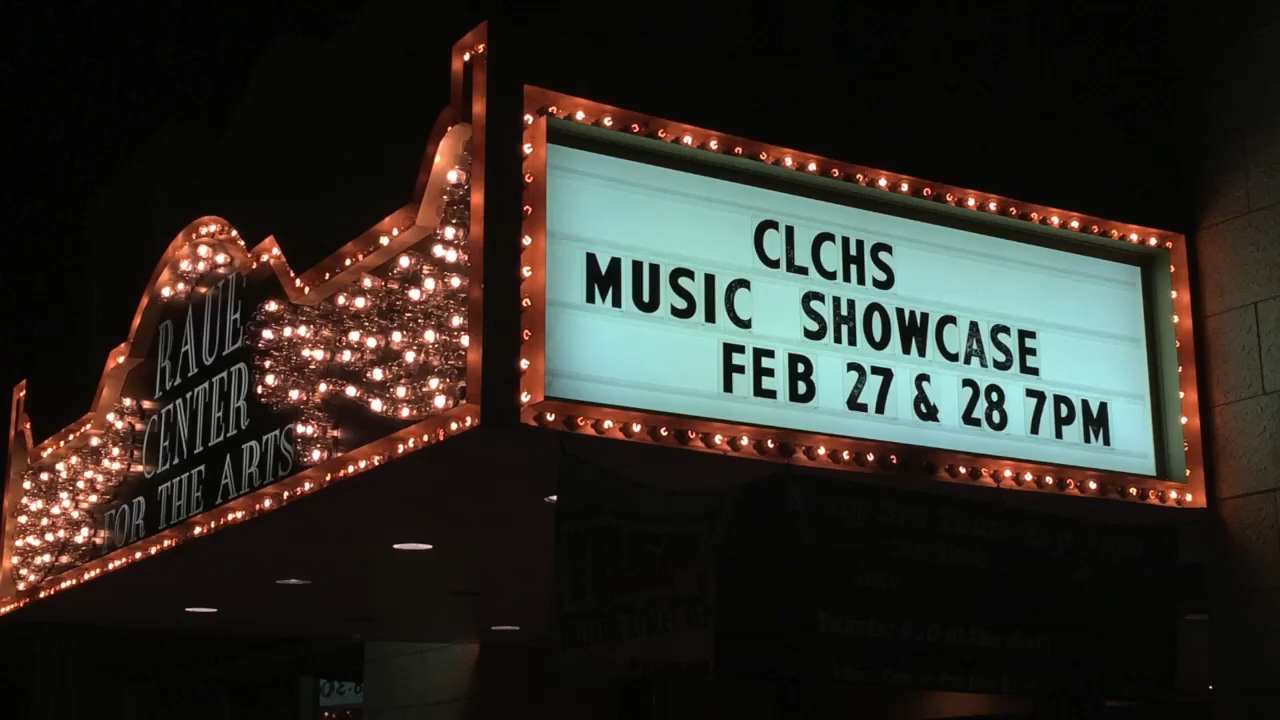 RAUE
CENTER
FOR THE ARTS
CLCHS
MUSIC SHOWCASE
FEB 27 & 28 7PM